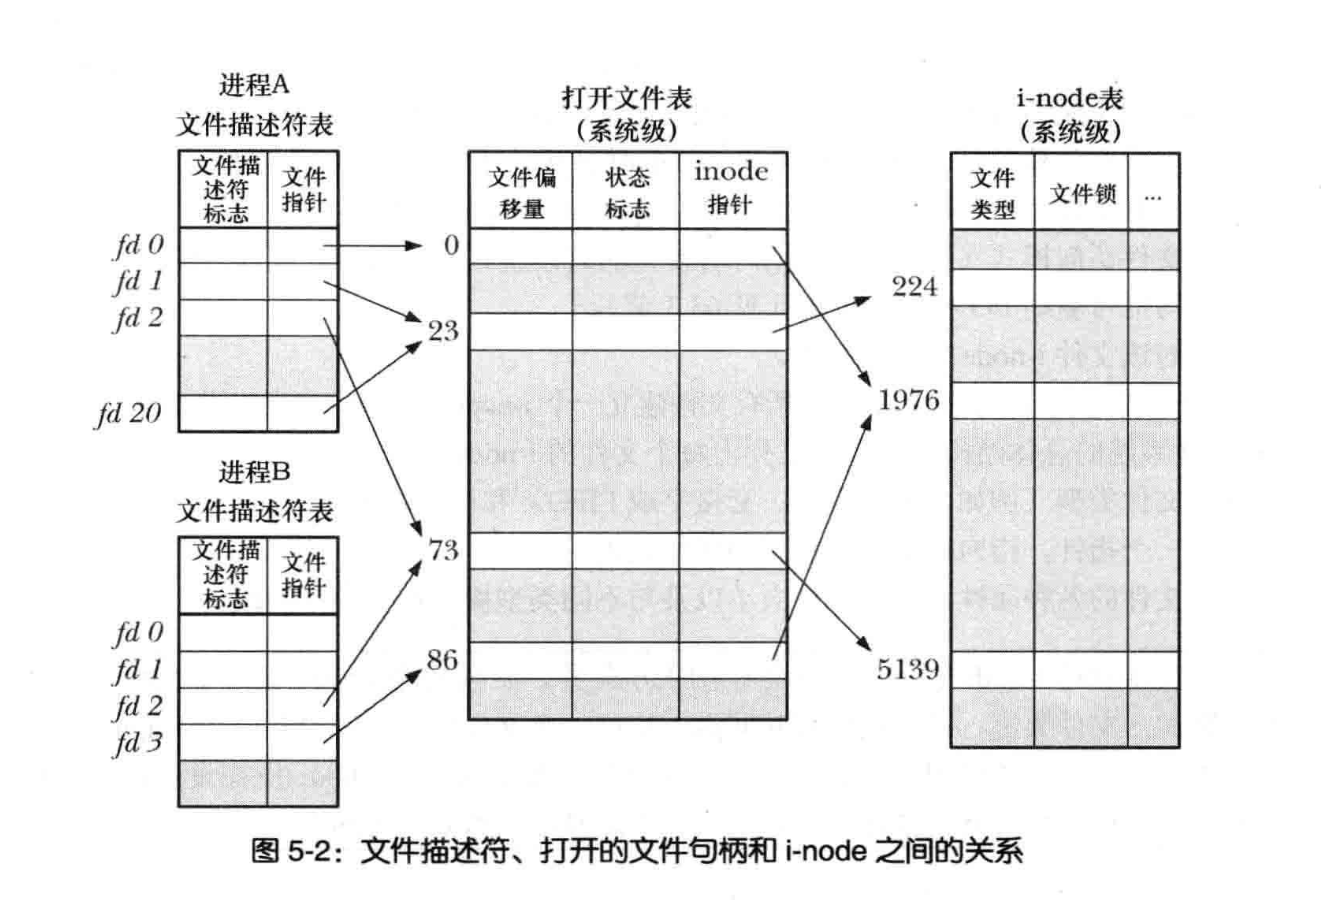 进程A
文件描述符表
文件描
述符
标志
文件
指针
fd 0
fd 1
fd 2
fd 20
进程B
文件描述符表
文件描
述符
标志
文件
指针
fd 0
fd 1
fd 2
fd 3
打开文件表
(系统级)
文件偏
移量
状态
标志
inode
指针
0
23
73
86
i-node表
(系统级)
文件
类型
文件锁
...
224
1976
5139
图 5-2：文件描述符、打开的文件句柄和 i-node 之间的关系